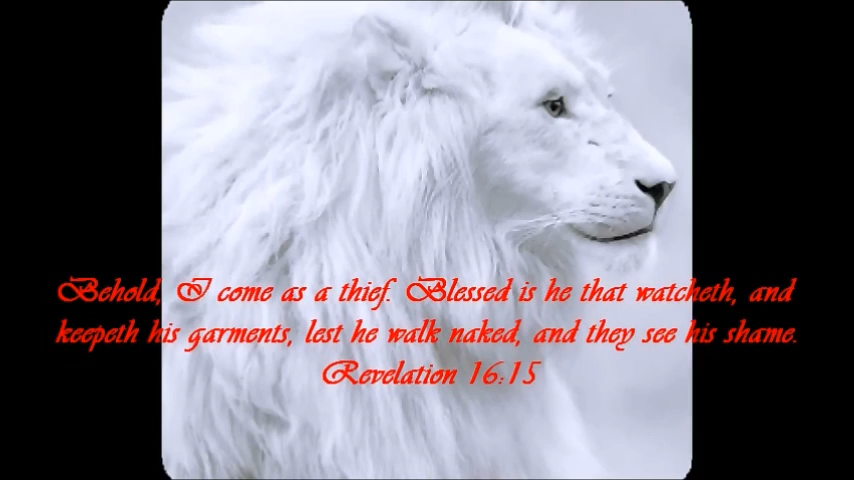 Behold, I come as a thief. Blessed is he that watcheth, and
keepeth his garments, lest he walk naked, and they see his shame.
Revelation 16:15